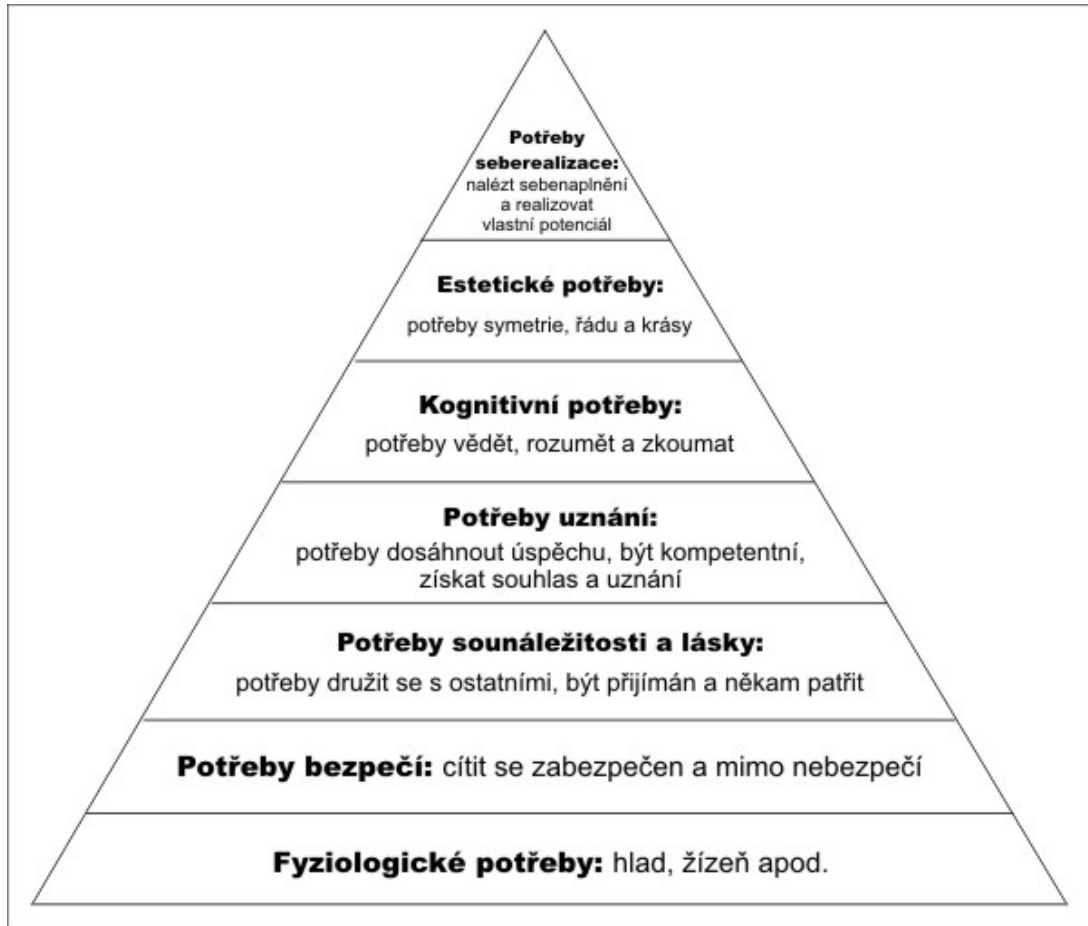 Potřeby
seberealizace:
nalézt sebenaplnění
a realizovat
vlastní potenciál
Estetické potřeby:
potřeby symetrie, řádu a krásy
Kognitivní potřeby:
potřeby vědět, rozumět a zkoumat
Potřeby uznání:
potřeby dosáhnout úspěchu, být kompetentní,
získat souhlas a uznání
Potřeby sounáležitosti a lásky:
potřeby družit se s ostatními, být přijímán a někam patřit
Potřeby bezpečí: cítit se zabezpečen a mimo nebezpečí
Fyziologické potřeby: hlad, žízeň apod.